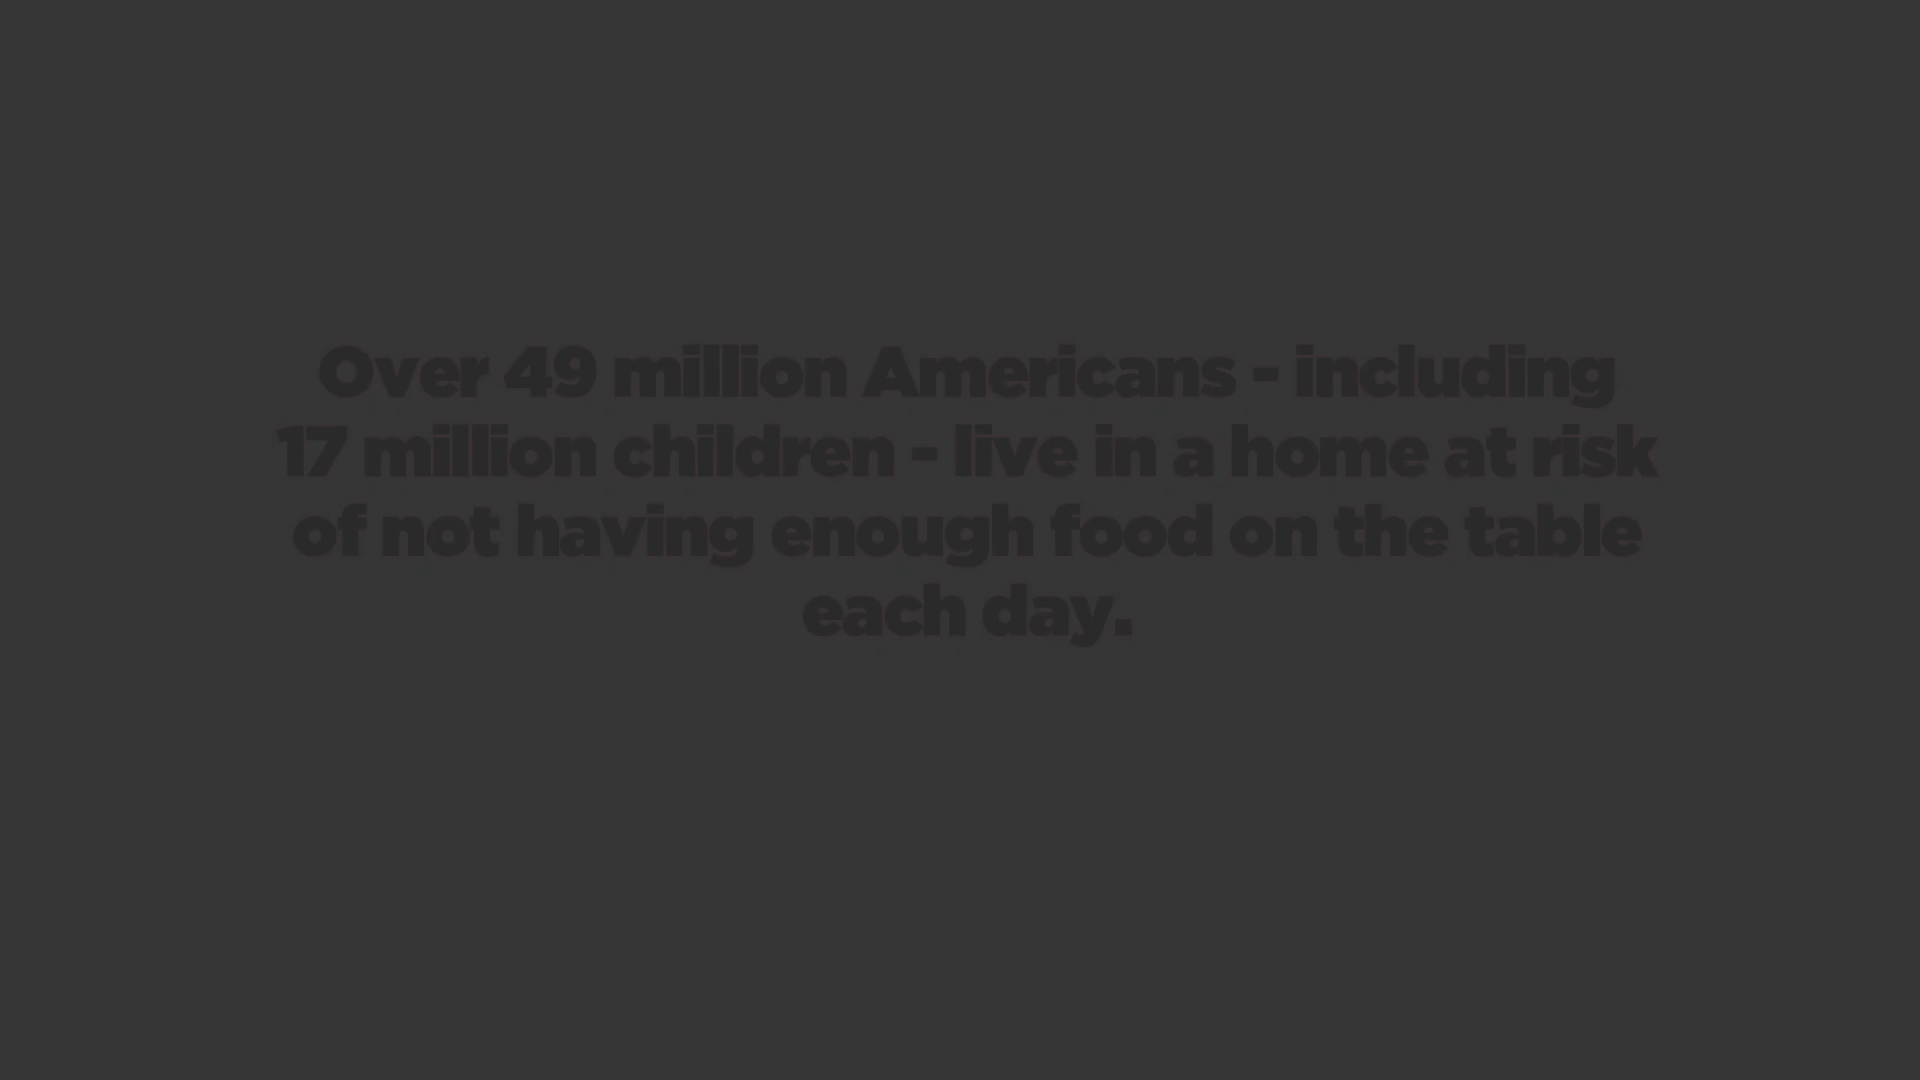 Over 49 million Americans - including
17 million children - live in a home at risk
of not having enough food on the table
each day.